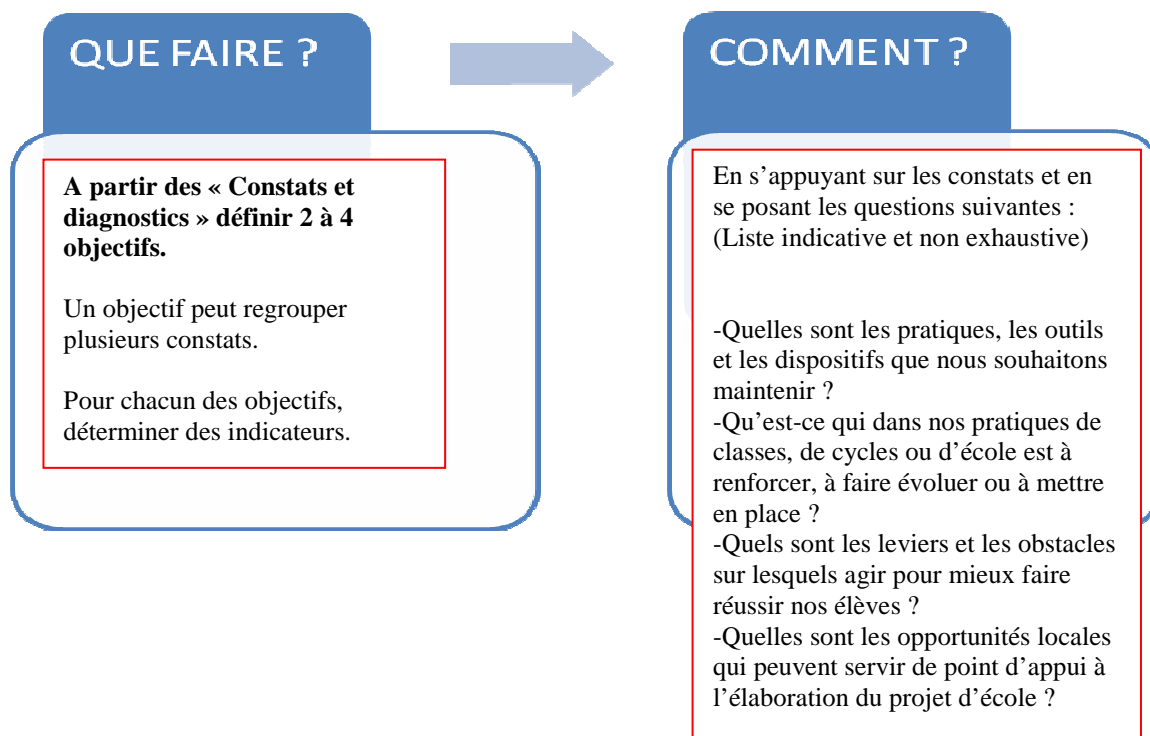 QUE FAIRE ?
A partir des « Constats et
diagnostics » définir 2 à 4
objectifs.
Un objectif peut regrouper
plusieurs constats.
Pour chacun des objectifs,
déterminer des indicateurs.
COMMENT ?
En s’appuyant sur les constats et en
se posant les questions suivantes :
(Liste indicative et non exhaustive)
-Quelles sont les pratiques, les outils
et les dispositifs que nous souhaitons
maintenir ?
-Qu’est-ce qui dans nos pratiques de
classes, de cycles ou d’école est à
renforcer, à faire évoluer ou à mettre
en place ?
-Quels sont les leviers et les obstacles
sur lesquels agir pour mieux faire
réussir nos élèves ?
-Quelles sont les opportunités locales
qui peuvent servir de point d’appui à
l’élaboration du projet d’école ?